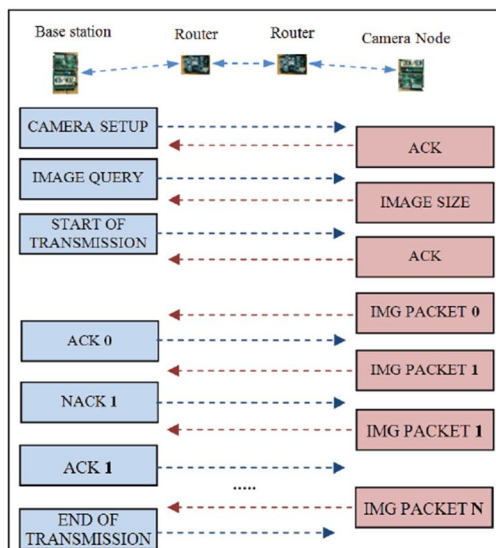 Base station
Router
Router
Camera Node
CAMERA SETUP
ACK
IMAGE QUERY
IMAGE SIZE
START OF
TRANSMISSION
ACK
IMG PACKET 0
ACK 0
IMG PACKET 1
NACK 1
IMG PACKET 1
ACK 1
.....
IMG PACKET N
END OF
TRANSMISSION